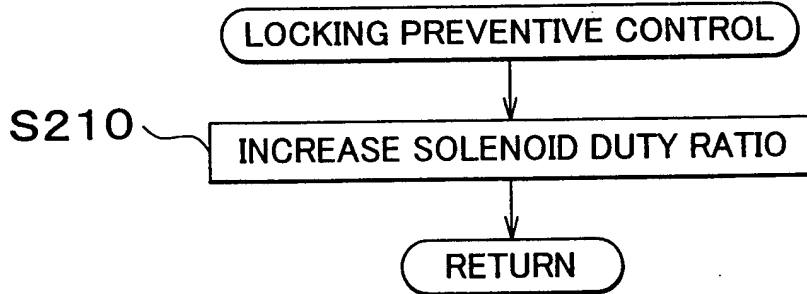 LOCKING PREVENTIVE CONTROL
S210
INCREASE SOLENOID DUTY RATIO
RETURN